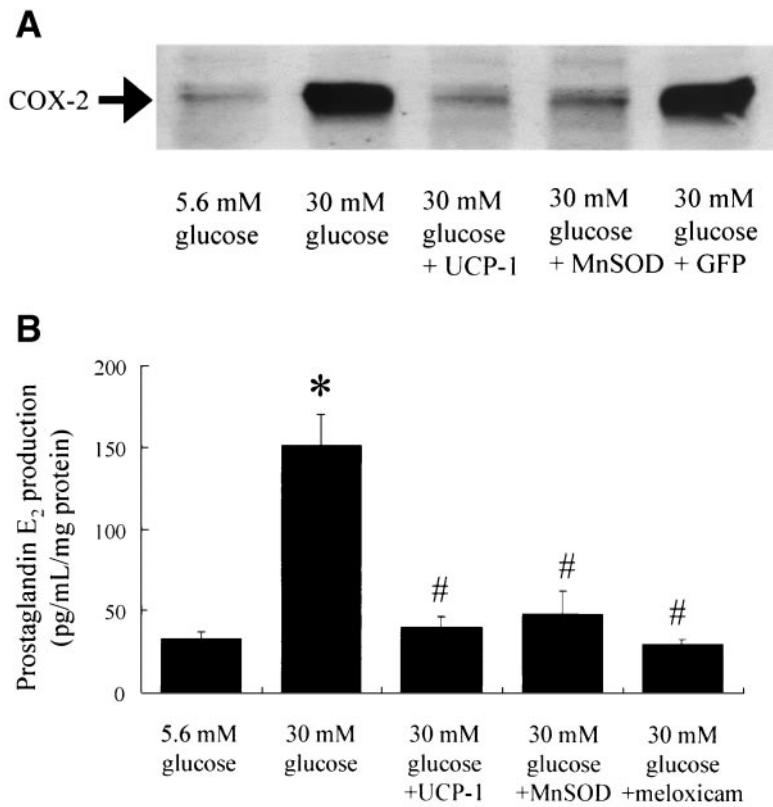 A
COX-2
5.6 mM 30 mM 30 mM 30 mM 30 mM
glucose glucose glucose glucose glucose
+ UCP-1 + MnSOD + GFP
B
Prostaglandin E₂ production
(pg/mL/mg protein)
200
150
100
50
0
*
#
#
#
5.6 mM 30 mM 30 mM 30 mM 30 mM
glucose glucose glucose glucose glucose
+UCP-1 +MnSOD +meloxicam